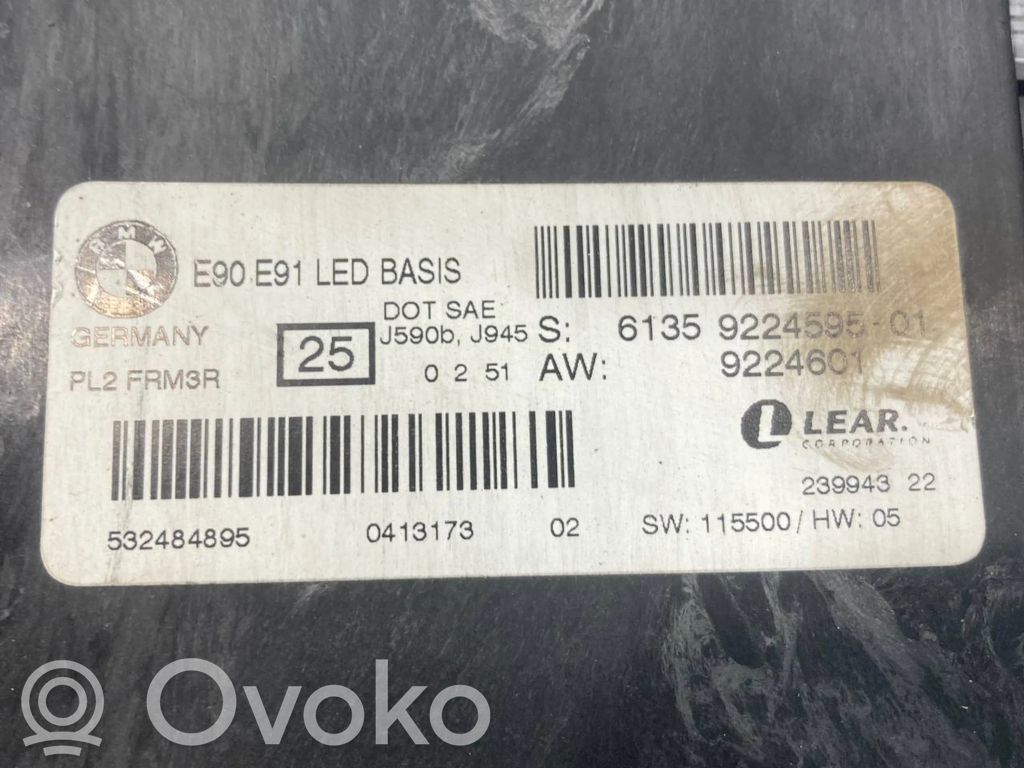 BMW
E90 E91 LED BASIS
GERMANY
25
DOT SAE
J590b, J945
S: 6135 9224595-01
PL2 FRM3R
0 2 51
AW: 9224601
LEAR.
CORPORATION
239943 22
532484895 0413173 02
SW: 115500 / HW: 05
Ovoko